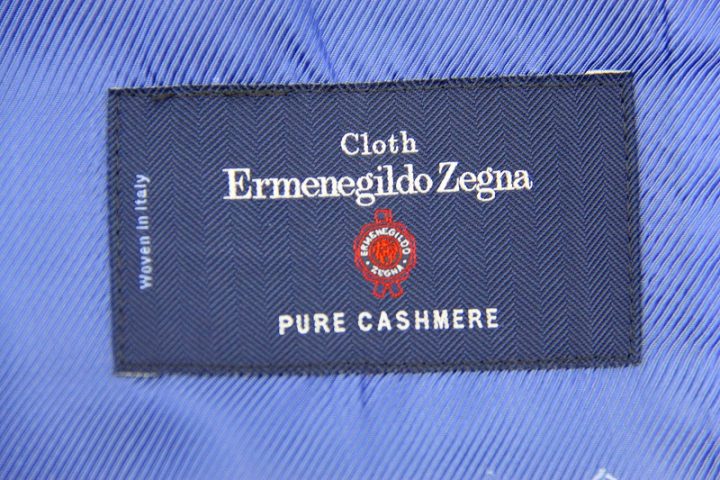 Cloth
Ermenegildo Zegna
Woven in Italy
ERMENEGILDO
ZEGNA
PURE CASHMERE